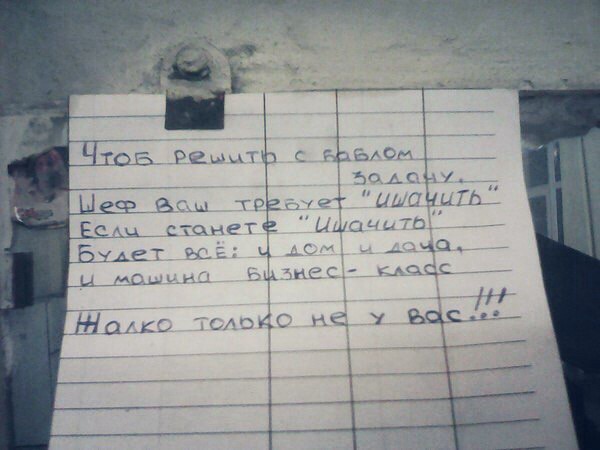 Чтоб решить с баблом
задачу.
Шеф ваш требует "ишачить"
Если станете "Ишачить"
Будет всё: и дом и дача,
и машина бизнес-класс
Жалко только не у вас!!!